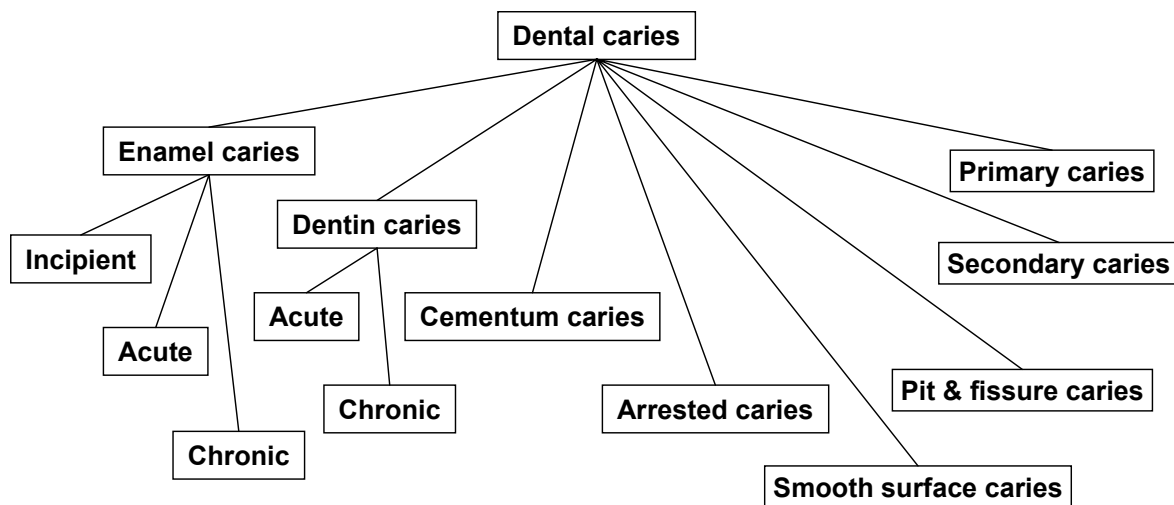 Dental caries
Enamel caries
Primary caries
Dentin caries
Incipient
Secondary caries
Acute
Cementum caries
Acute
Chronic
Arrested caries
Pit & fissure caries
Chronic
Smooth surface caries